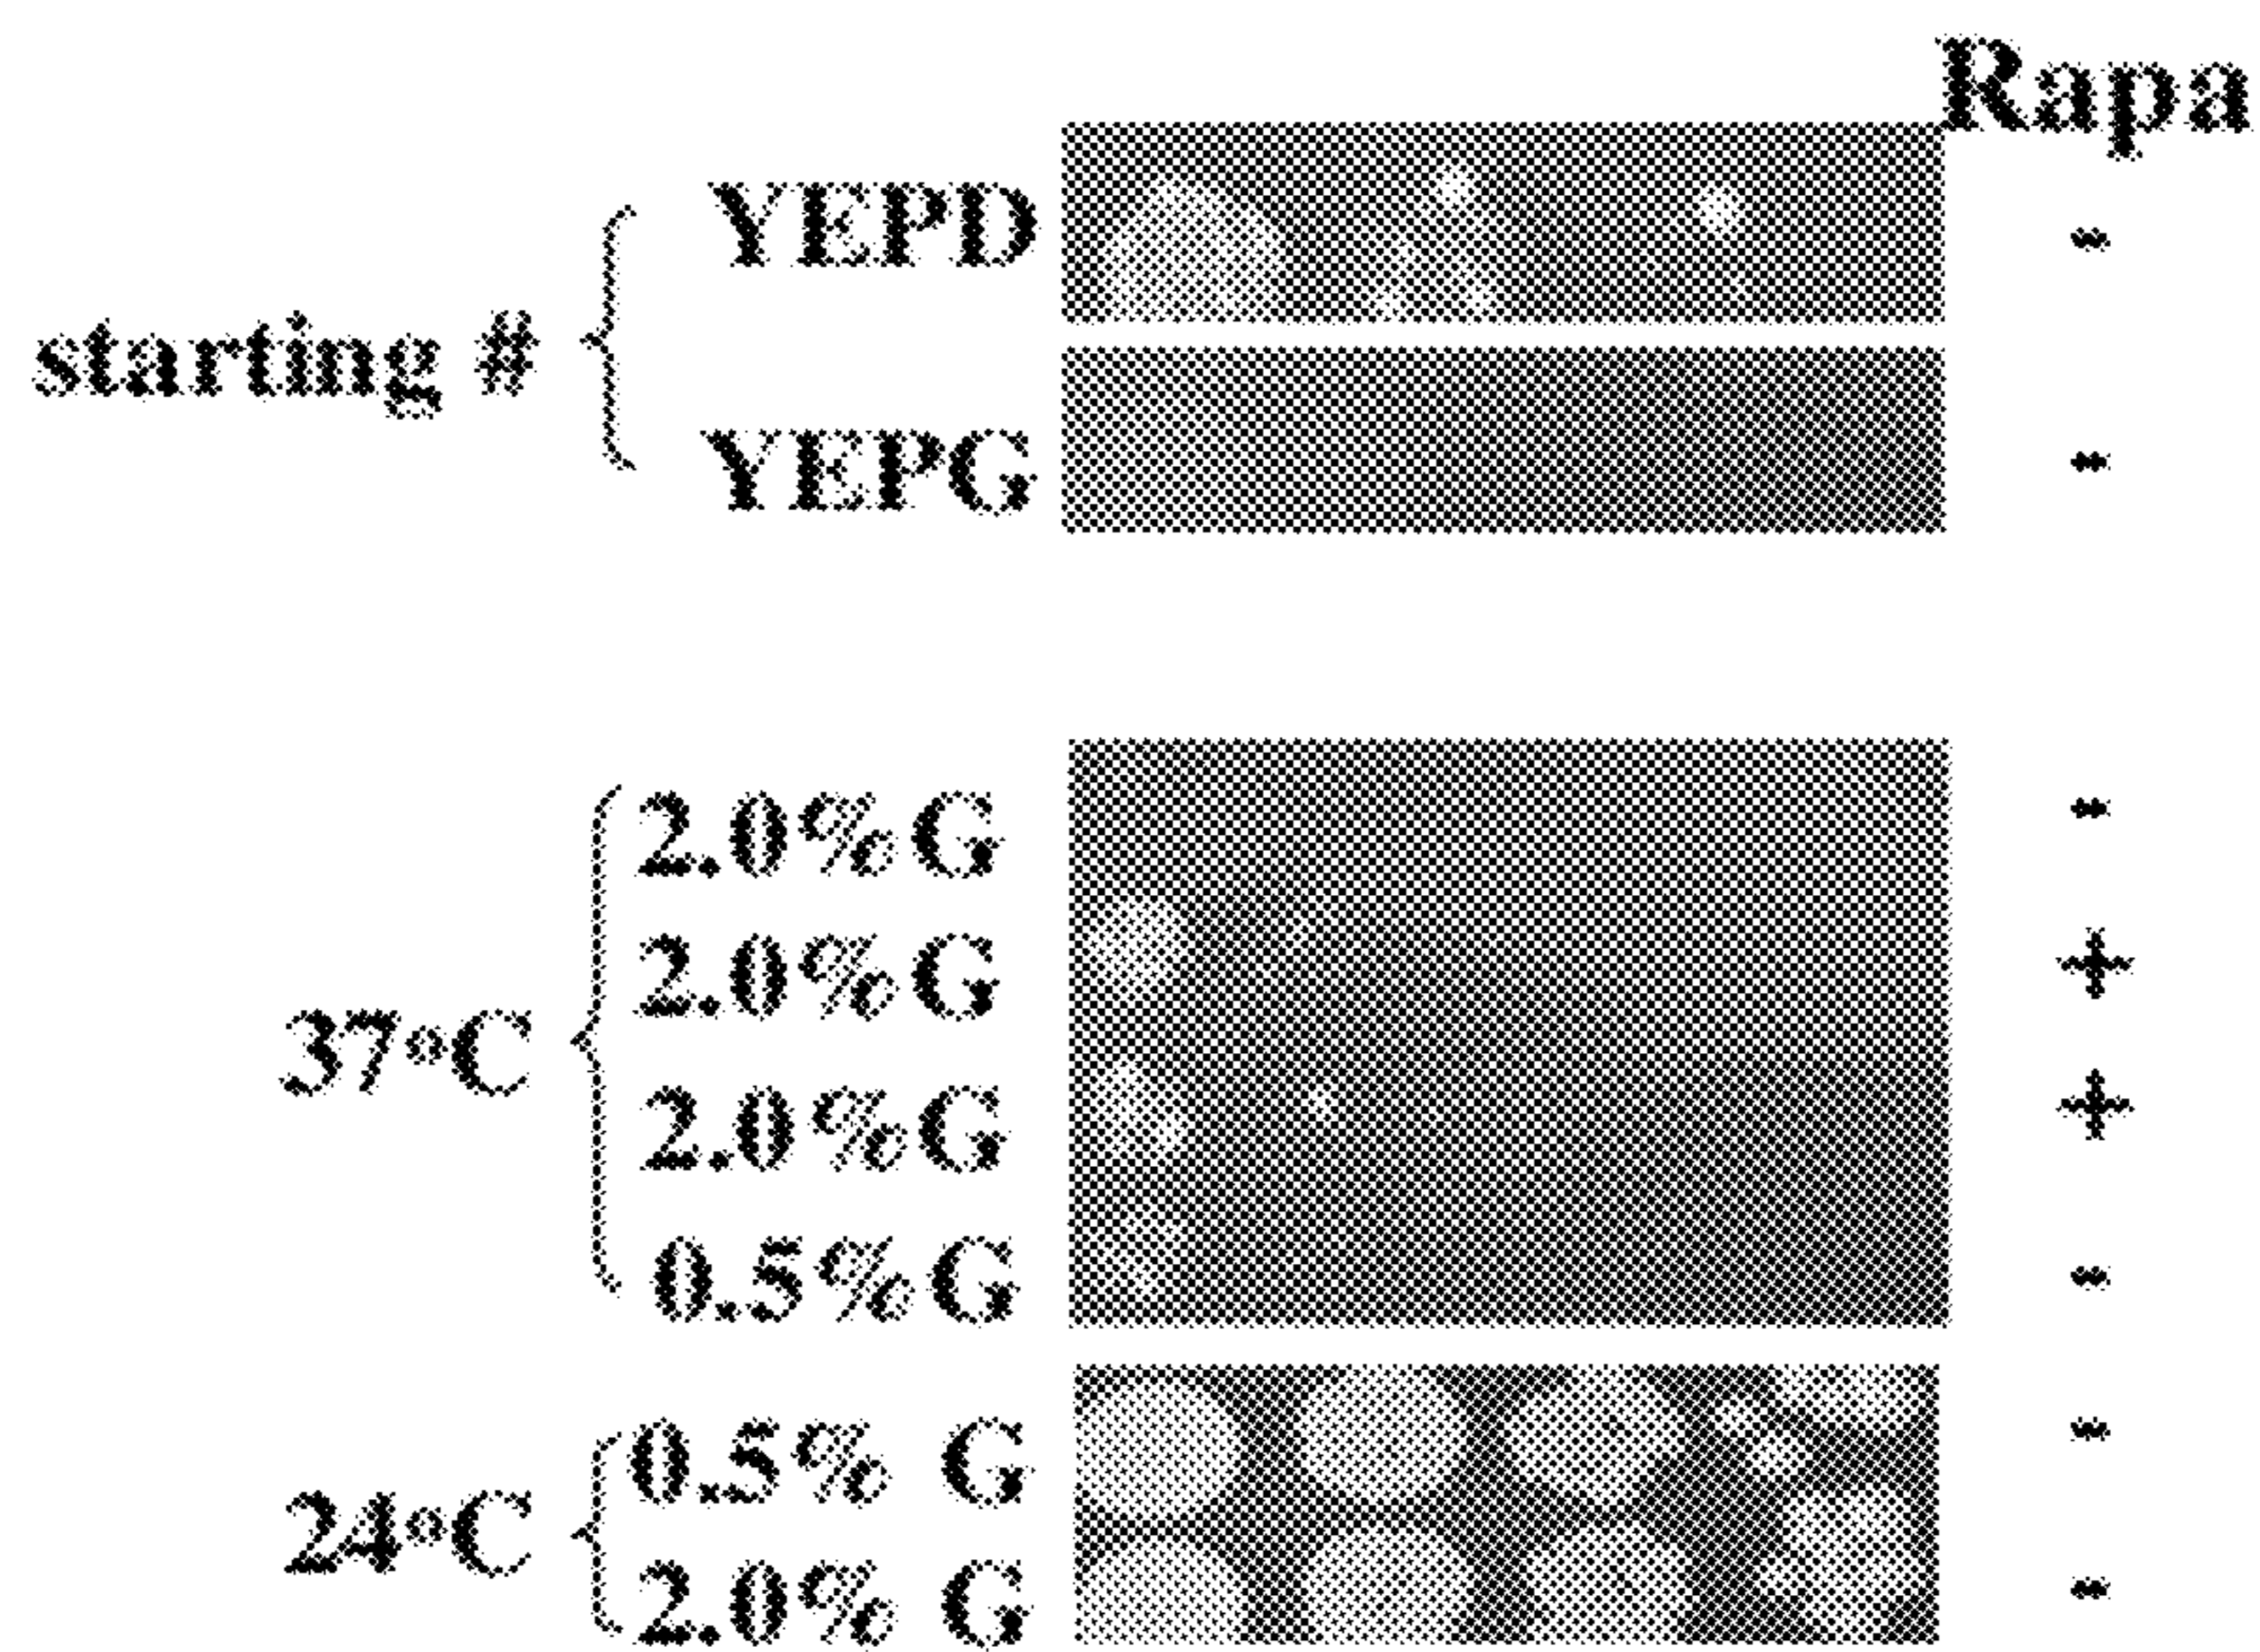 Rapa
YEPD -
starting #
YEPG -
2.0%G -
2.0%G +
37°C
2.0%G +
0.5%G -
0.5% G -
24°C
2.0% G -